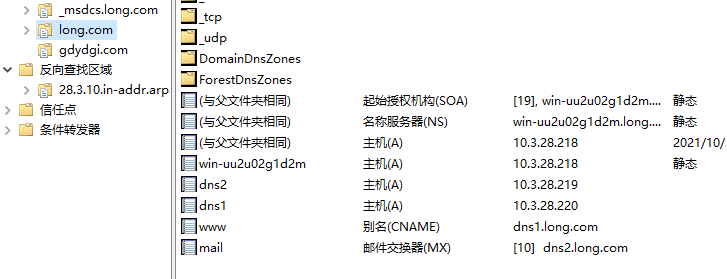 _msdcs.long.com
long.com
gdydgi.com
反向查找区域
28.3.10.in-addr.arp
信任点
条件转发器
_tcp
_udp
DomainDnsZones
ForestDnsZones
(与父文件夹相同) 起始授权机构(SOA) [19], win-uu2u02g1d2m.... 静态
(与父文件夹相同) 名称服务器(NS) win-uu2u02g1d2m.long.... 静态
(与父文件夹相同) 主机(A) 10.3.28.218 2021/10/
win-uu2u02g1d2m 主机(A) 10.3.28.218 静态
dns2 主机(A) 10.3.28.219
dns1 主机(A) 10.3.28.220
www 别名(CNAME) dns1.long.com
mail 邮件交换器(MX) [10] dns2.long.com